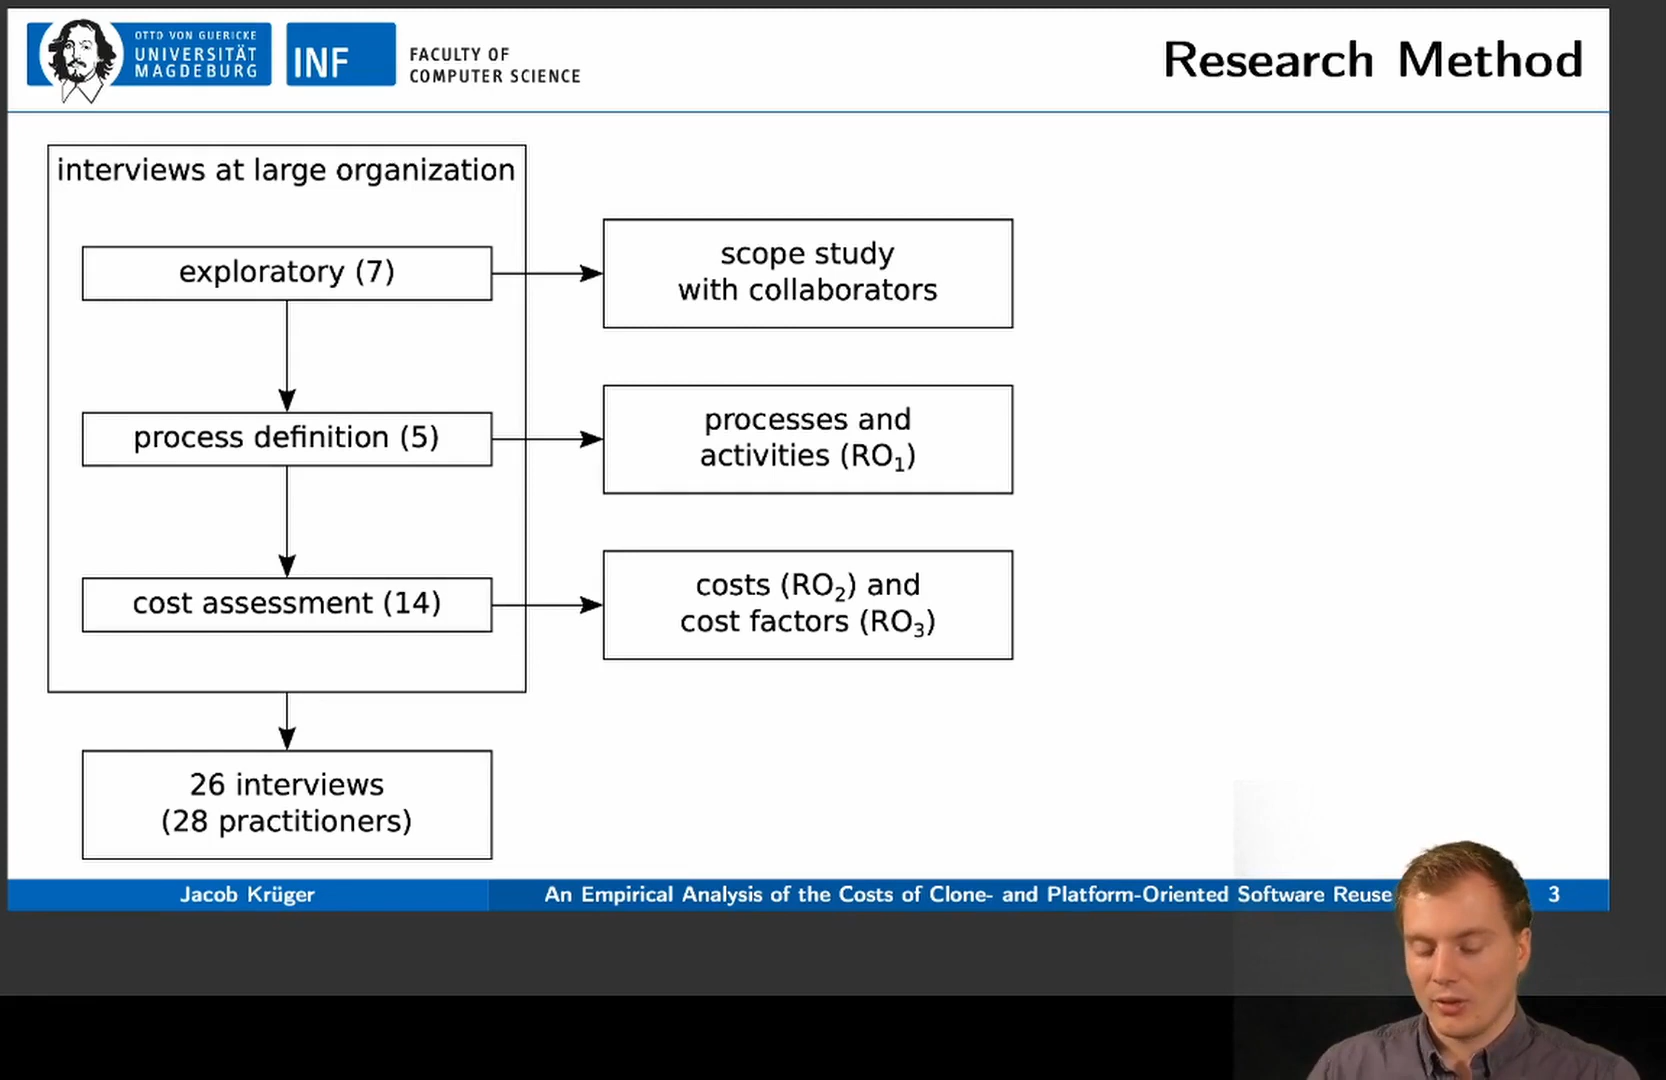 OTTO VON GUERICKE
UNIVERSITÄT
MAGDEBURG
INF
FACULTY OF
COMPUTER SCIENCE
Research Method
interviews at large organization
exploratory (7)
scope study
with collaborators
process definition (5)
processes and
activities (RO₁)
cost assessment (14)
costs (RO₂) and
cost factors (RO₃)
26 interviews
(28 practitioners)
Jacob Krüger
An Empirical Analysis of the Costs of Clone- and Platform-Oriented Software Reuse
3